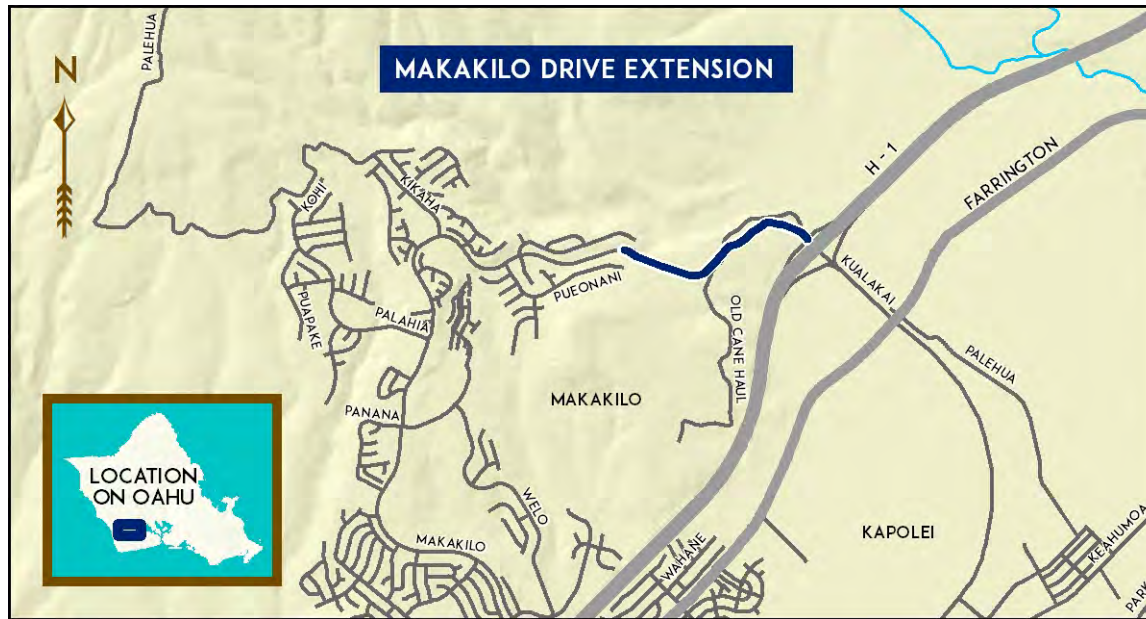 PALEHUA
MAKAKILO DRIVE EXTENSION
N
H - 1
FARRINGTON
KOHI
KIKAHA
KUALAKAI
PUEONANI
PUAPAKE
PALAHIA
OLD CANE HAUL
PALEHUA
MAKAKILO
PANANA
LOCATION
ON OAHU
WELO
MAKAKILO
WAHANE
KAPOLEI
KEAHUMOA
PARK